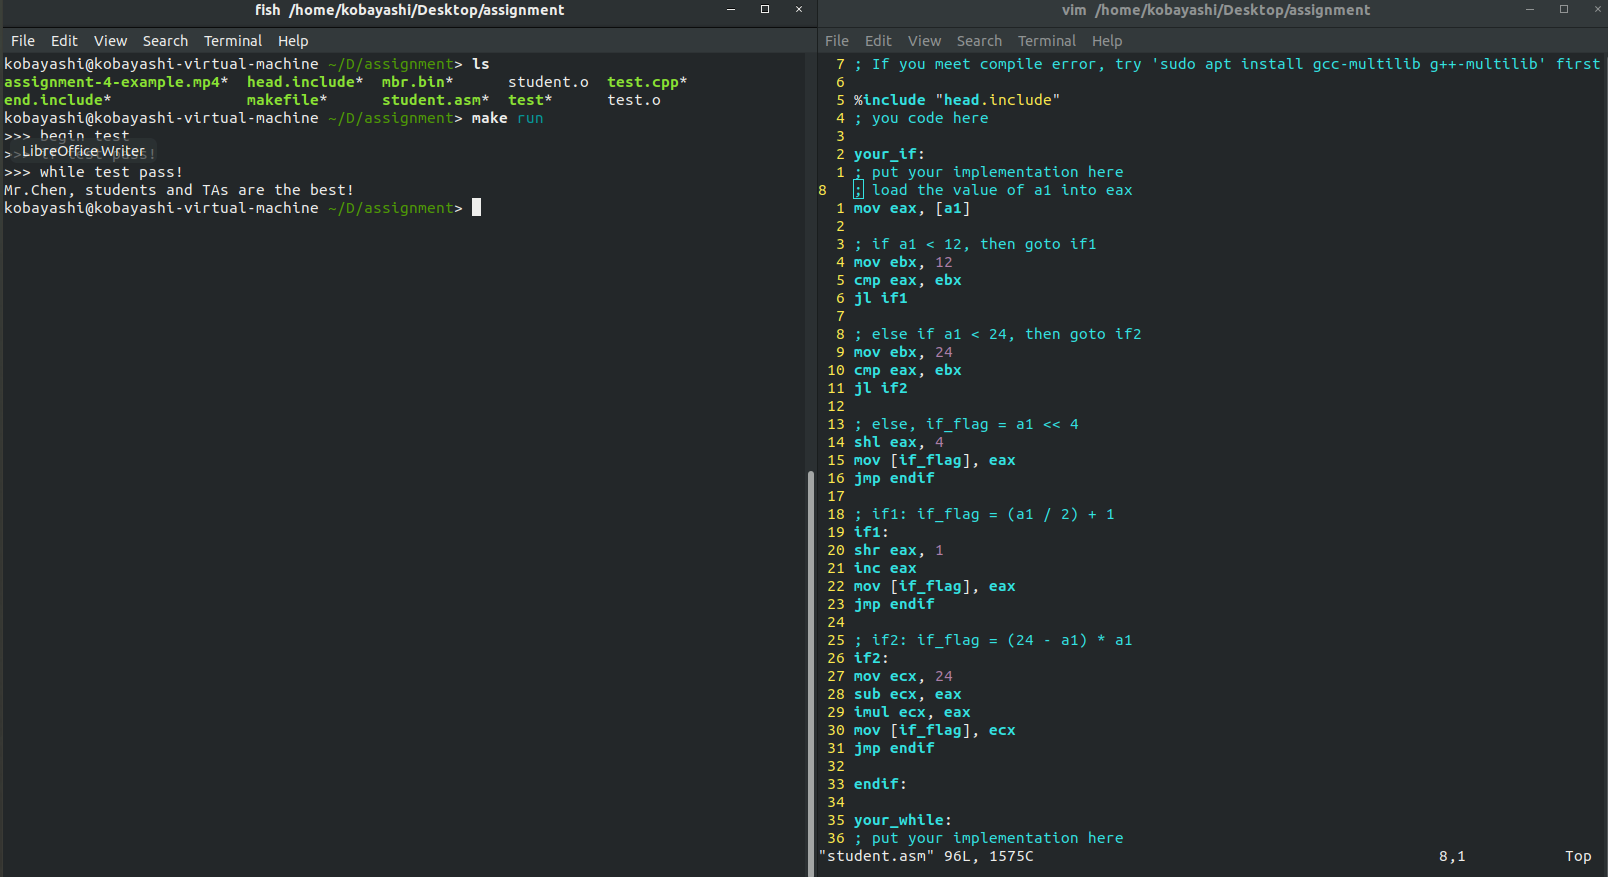 fish /home/kobayashi/Desktop/assignment
File Edit View Search Terminal Help
kobayashi@kobayashi-virtual-machine ~/D/assignment> ls
assignment-4-example.mp4* head.include* mbr.bin* student.o test.cpp*
end.include* makefile* student.asm* test* test.o
kobayashi@kobayashi-virtual-machine ~/D/assignment> make run
>>> begin test
>>> if test pass!
LibreOffice Writer
>>> while test pass!
Mr.Chen, students and TAs are the best!
kobayashi@kobayashi-virtual-machine ~/D/assignment>
vim /home/kobayashi/Desktop/assignment
File Edit View Search Terminal Help
7 ; If you meet compile error, try 'sudo apt install gcc-multilib g++-multilib' first
6
5 %include "head.include"
4 ; you code here
3
2 your_if:
1 ; put your implementation here
8 ; load the value of a1 into eax
1 mov eax, [a1]
2
3 ; if a1 < 12, then goto if1
4 mov ebx, 12
5 cmp eax, ebx
6 jl if1
7
8 ; else if a1 < 24, then goto if2
9 mov ebx, 24
10 cmp eax, ebx
11 jl if2
12
13 ; else, if_flag = a1 << 4
14 shl eax, 4
15 mov [if_flag], eax
16 jmp endif
17
18 ; if1: if_flag = (a1 / 2) + 1
19 if1:
20 shr eax, 1
21 inc eax
22 mov [if_flag], eax
23 jmp endif
24
25 ; if2: if_flag = (24 - a1) * a1
26 if2:
27 mov ecx, 24
28 sub ecx, eax
29 imul ecx, eax
30 mov [if_flag], ecx
31 jmp endif
32
33 endif:
34
35 your_while:
36 ; put your implementation here
"student.asm" 96L, 1575C 8,1 Top